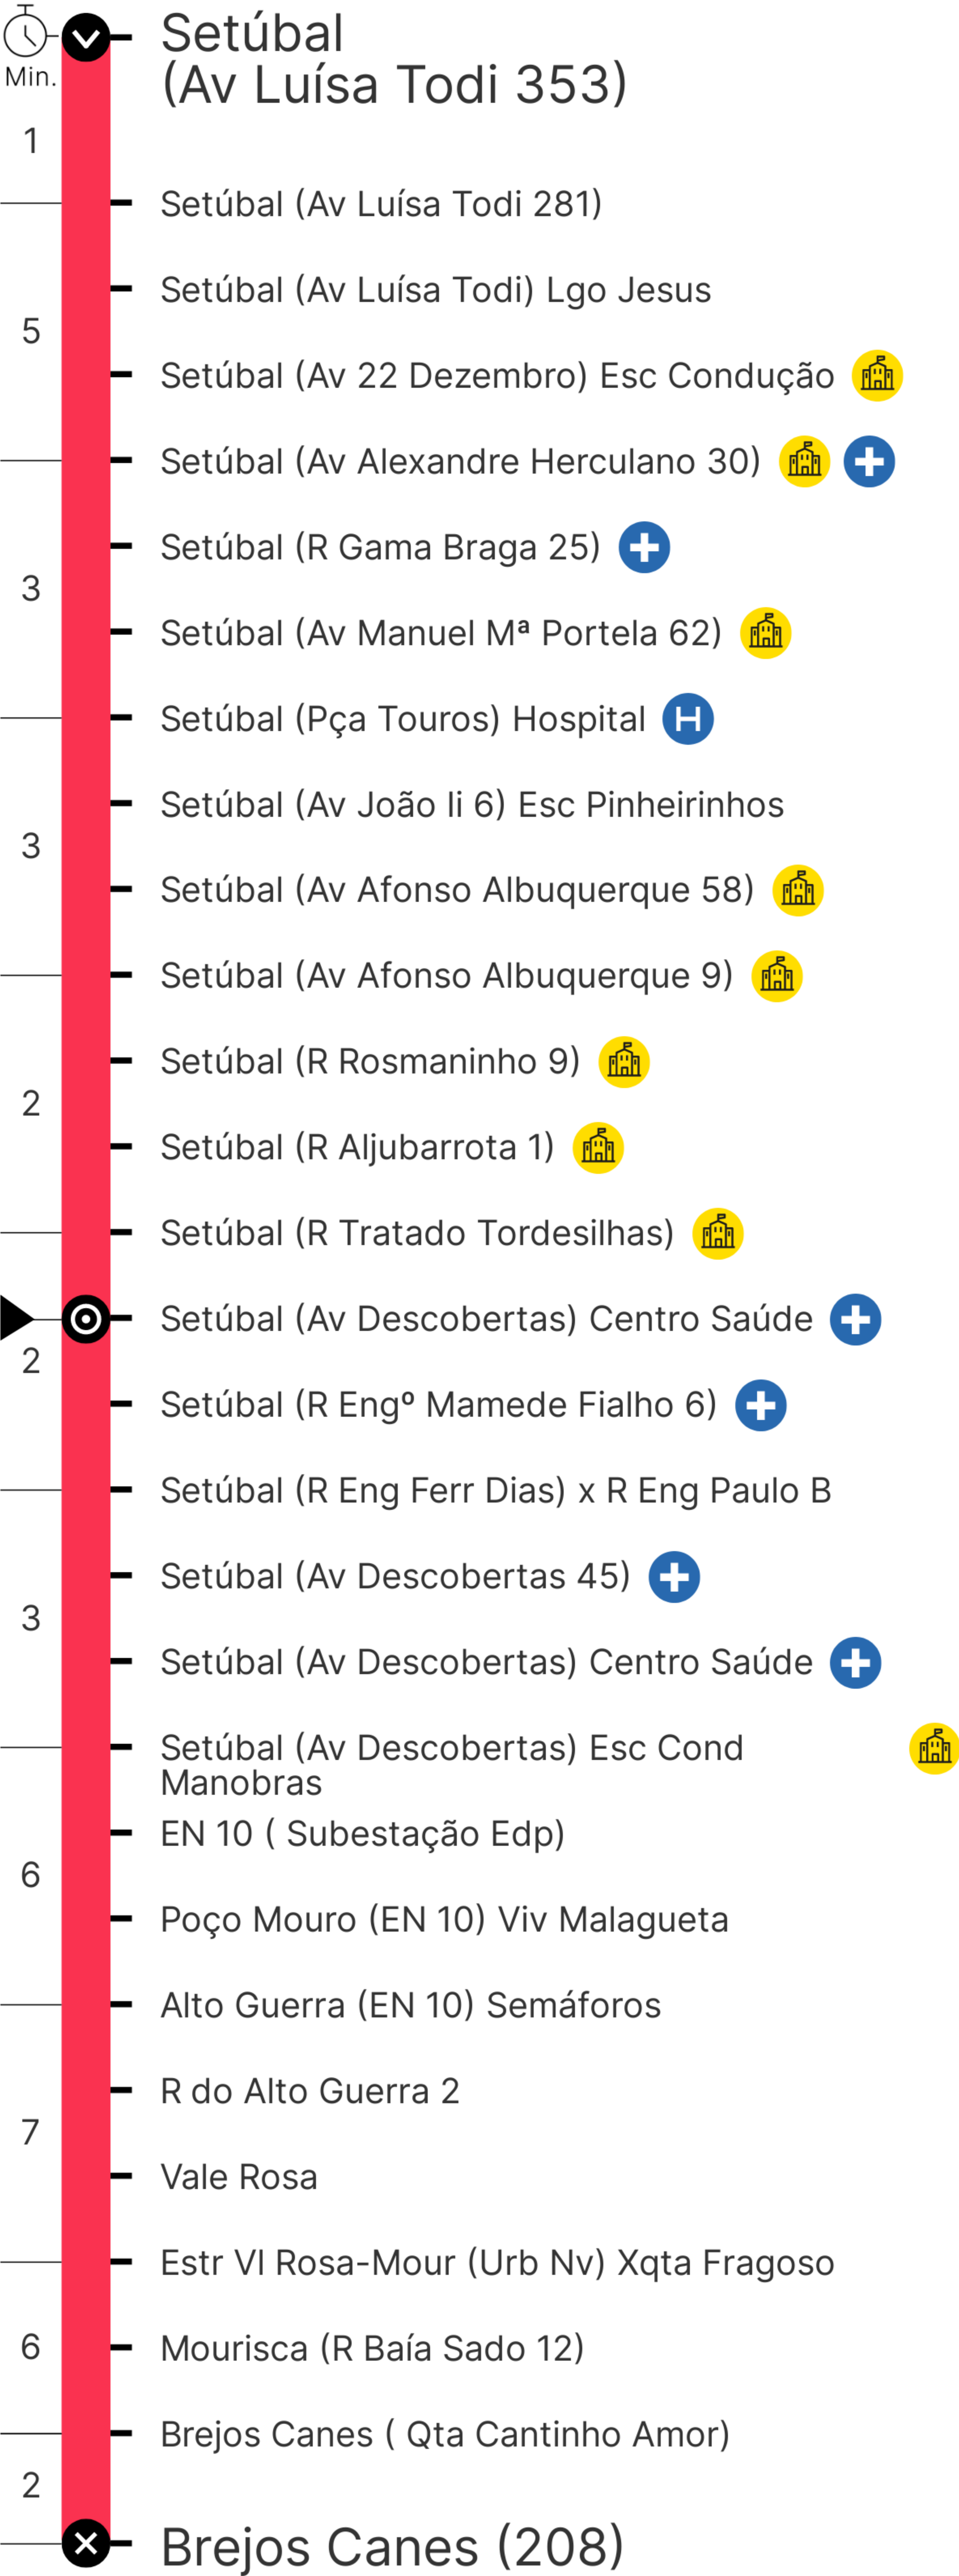 Setúbal
(Av Luísa Todi 353)
Min.
1
Setúbal (Av Luísa Todi 281)
Setúbal (Av Luísa Todi) Lgo Jesus
5
Setúbal (Av 22 Dezembro) Esc Condução
Setúbal (Av Alexandre Herculano 30)
Setúbal (R Gama Braga 25)
3
Setúbal (Av Manuel Mª Portela 62)
Setúbal (Pça Touros) Hospital H
Setúbal (Av João Ii 6) Esc Pinheirinhos
3
Setúbal (Av Afonso Albuquerque 58)
Setúbal (Av Afonso Albuquerque 9)
Setúbal (R Rosmaninho 9)
2
Setúbal (R Aljubarrota 1)
Setúbal (R Tratado Tordesilhas)
Setúbal (Av Descobertas) Centro Saúde
2
Setúbal (R Engº Mamede Fialho 6)
Setúbal (R Eng Ferr Dias) x R Eng Paulo B
Setúbal (Av Descobertas 45)
3
Setúbal (Av Descobertas) Centro Saúde
Setúbal (Av Descobertas) Esc Cond
Manobras
EN 10 ( Subestação Edp)
6
Poço Mouro (EN 10) Viv Malagueta
Alto Guerra (EN 10) Semáforos
R do Alto Guerra 2
7
Vale Rosa
Estr Vl Rosa-Mour (Urb Nv) Xqta Fragoso
6
Mourisca (R Baía Sado 12)
Brejos Canes ( Qta Cantinho Amor)
2
Brejos Canes (208)